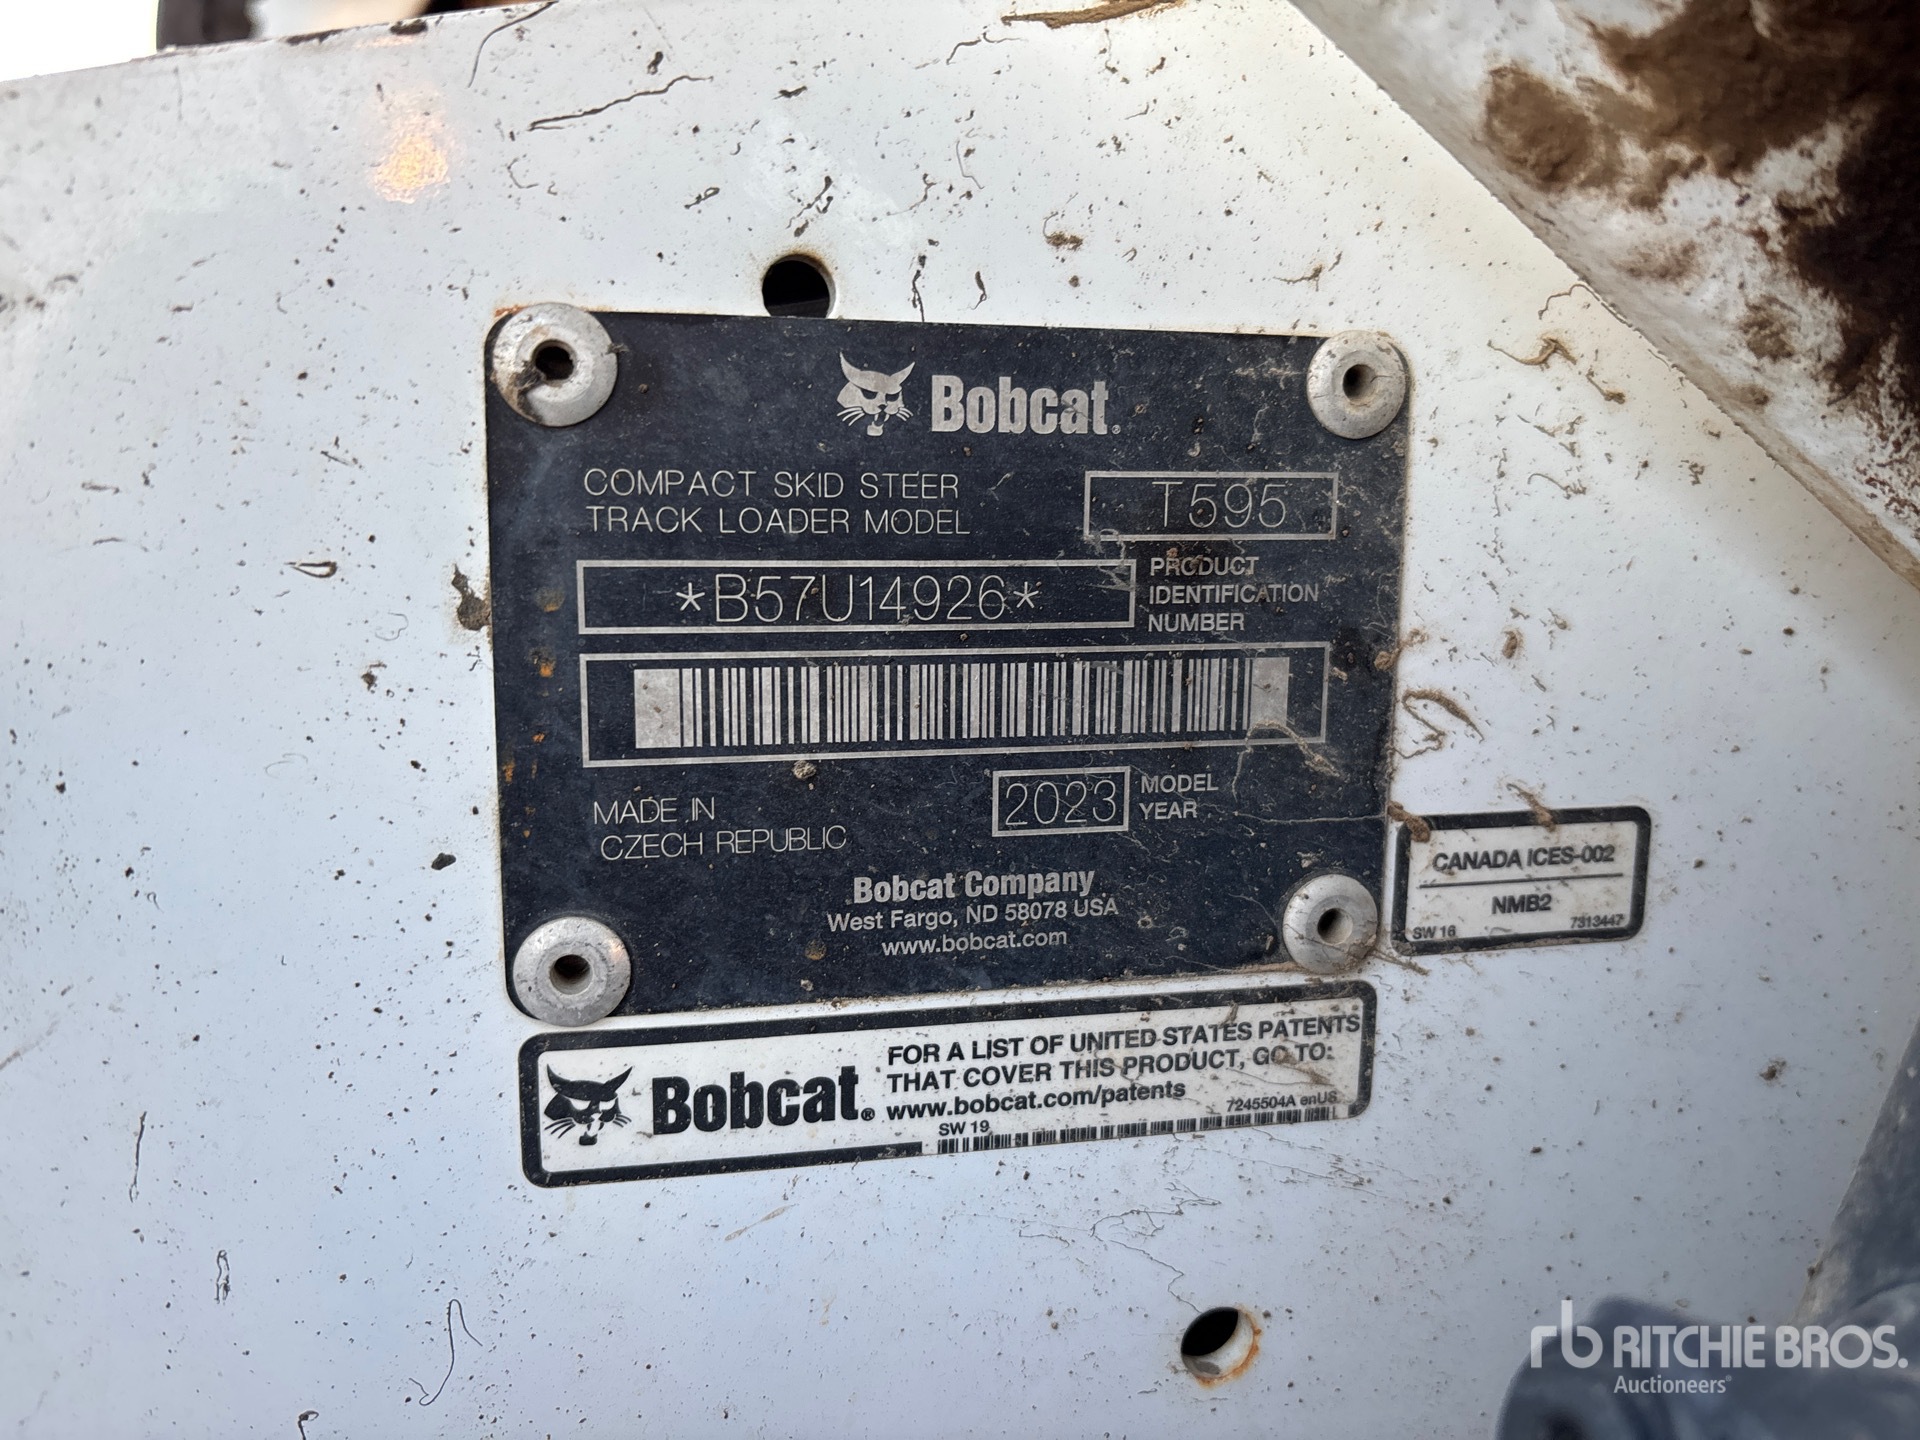 Bobcat®
COMPACT SKID STEER
TRACK LOADER MODEL
T595
*B57U14926*
PRODUCT
IDENTIFICATION
NUMBER
MADE IN
CZECH REPUBLIC
2023
MODEL
YEAR
Bobcat Company
West Fargo, ND 58078 USA
www.bobcat.com
CANADA ICES-002
NMB2
SW 16
7313447
Bobcat®
FOR A LIST OF UNITED STATES PATENTS
THAT COVER THIS PRODUCT, GO TO:
www.bobcat.com/patents
7245504A enUS
SW 19
rb RITCHIE BROS.
Auctioneers®